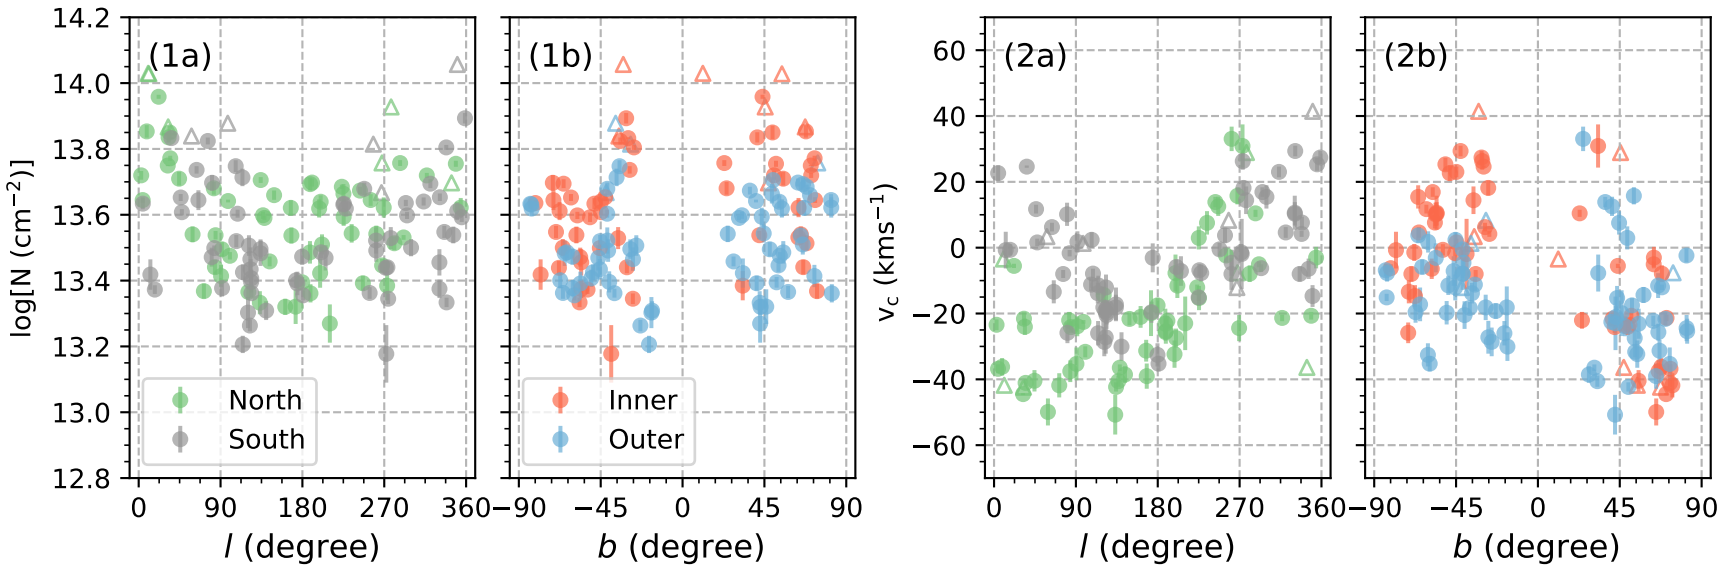 (1a)
14.2
14.0
13.8
13.6
13.4
13.2
13.0
12.8
log[N (cm⁻²)]
North
South
0
90
180
270
360
l (degree)
(1b)
Inner
Outer
−90
−45
0
45
90
b (degree)
(2a)
60
40
20
0
−20
−40
−60
v_c (kms⁻¹)
0
90
180
270
360
l (degree)
(2b)
−90
−45
0
45
90
b (degree)